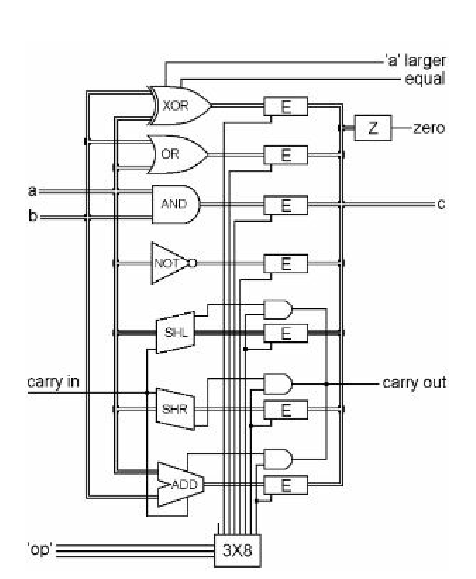 'a' larger
equal
XOR
E
Z
zero
OR
E
a
AND
E
c
b
NOT
E
SHL
E
carry in
carry out
SHR
E
ADD
E
'op'
3X8